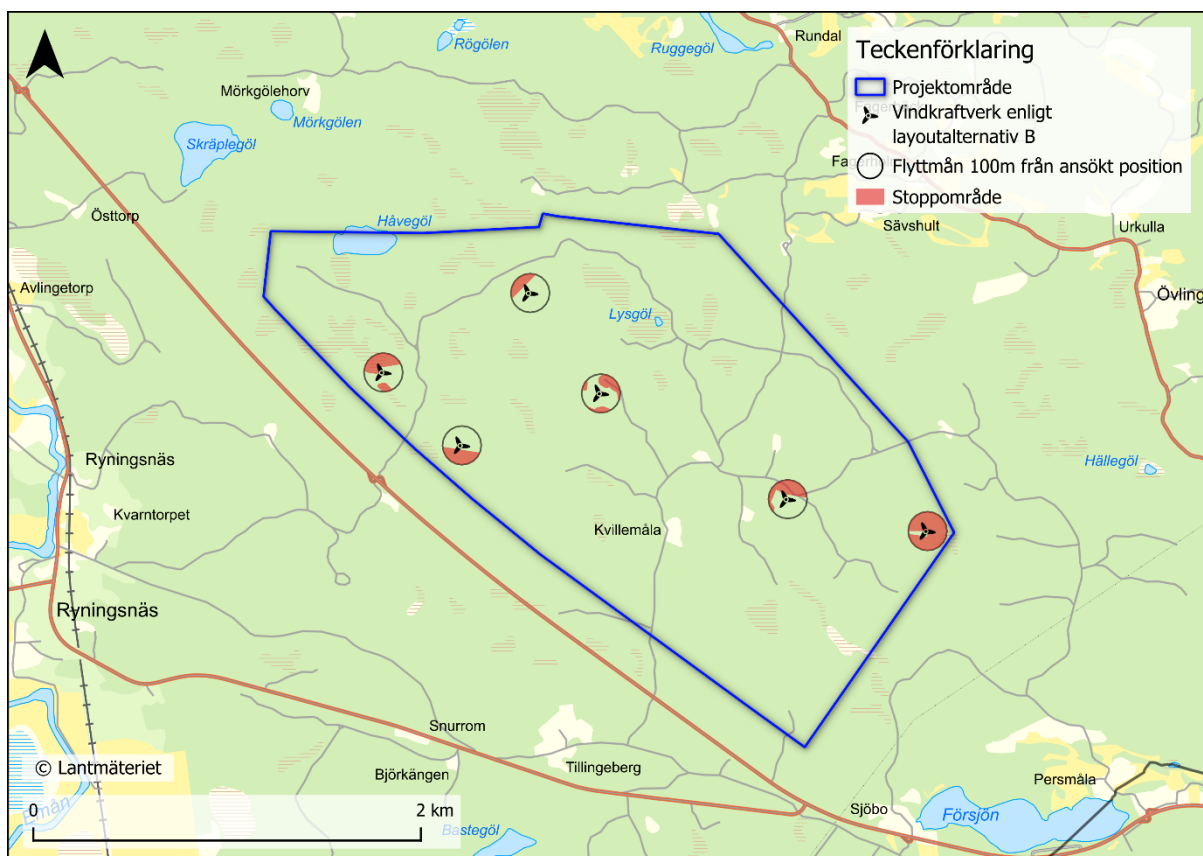 Rundal
Rögölen
Ruggegöl
Teckenförklaring
Projektområde
Vindkraftverk enligt
layoutalternativ B
Flyttmån 100m från ansökt position
Stoppområde
Mörkgölehorv
Mörkgölen
Skräplegöl
Östtorp
Håvegöl
Sävshult
Urkulla
Avlingetorp
Övling
Lysgöl
Ryningsnäs
Hällegöl
Kvarntorpet
Kvillemåla
Ryningsnäs
Snurrom
© Lantmäteriet
Björkängen
Tillingeberg
Persmåla
0
2 km
Sjöbo
Försjön
Bastegöl